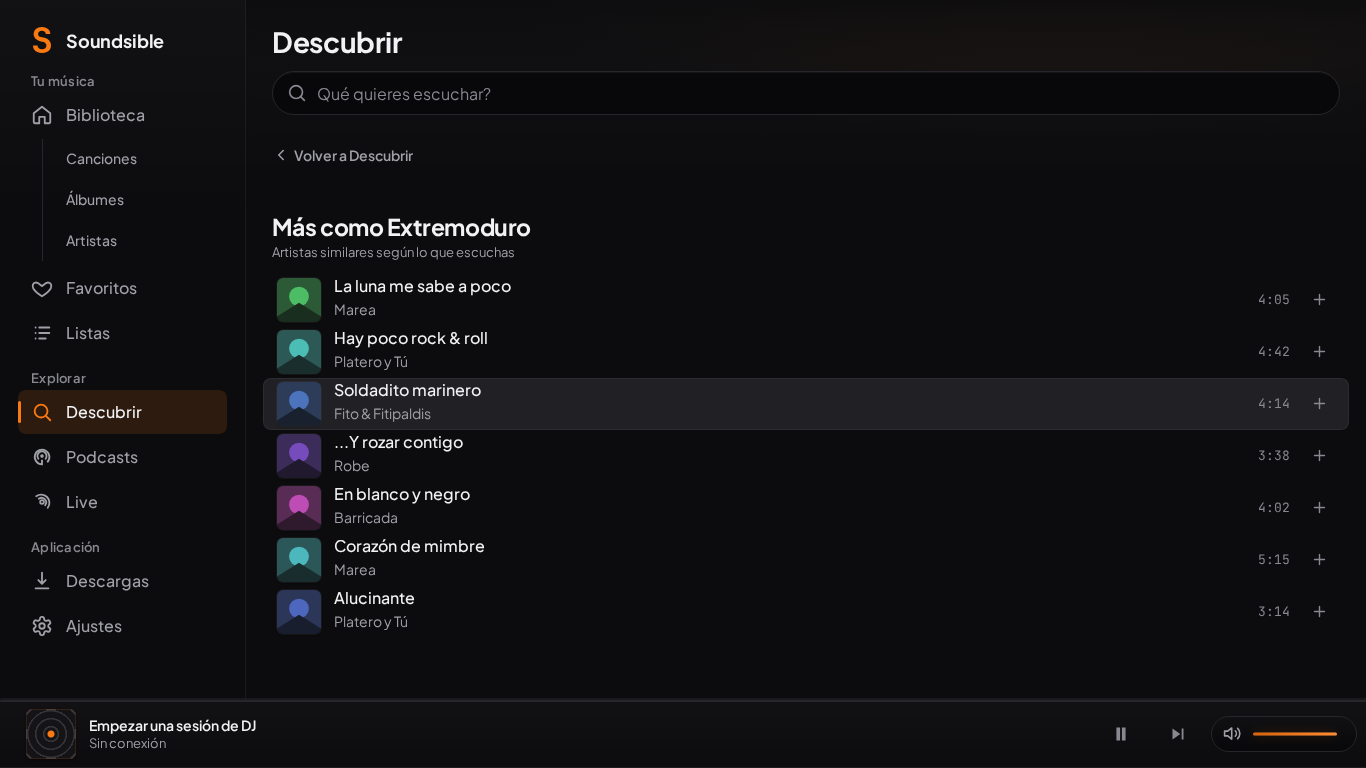 Soundsible
Tu música
Biblioteca
Canciones
Álbumes
Artistas
Favoritos
Listas
Explorar
Descubrir
Podcasts
Live
Aplicación
Descargas
Ajustes
Descubrir
Qué quieres escuchar?
Volver a Descubrir
Más como Extremoduro
Artistas similares según lo que escuchas
La luna me sabe a poco
Marea
4:05
Hay poco rock & roll
Platero y Tú
4:42
Soldadito marinero
Fito & Fitipaldis
4:14
...Y rozar contigo
Robe
3:38
En blanco y negro
Barricada
4:02
Corazón de mimbre
Marea
5:15
Alucinante
Platero y Tú
3:14
Empezar una sesión de DJ
Sin conexión